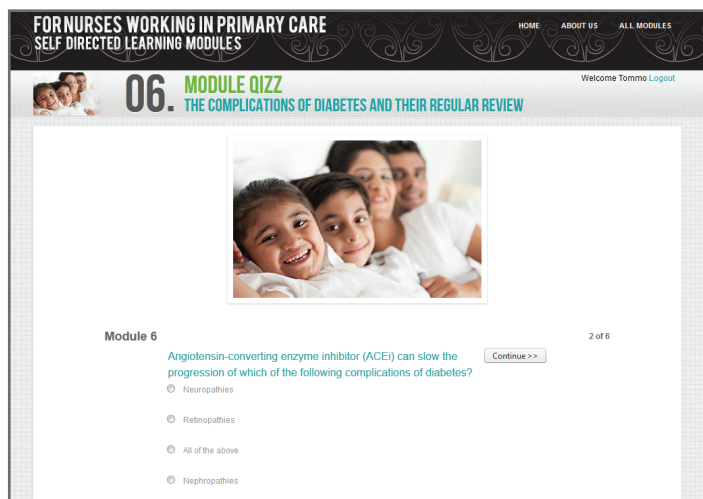 FOR NURSES WORKING IN PRIMARY CARE
SELF DIRECTED LEARNING MODULES
HOME ABOUT US ALL MODULES
Welcome Tommo Logout
06. MODULE QIZZ
THE COMPLICATIONS OF DIABETES AND THEIR REGULAR REVIEW
Module 6
2 of 6
Angiotensin-converting enzyme inhibitor (ACEi) can slow the
progression of which of the following complications of diabetes?
Continue >>
Neuropathies
Retinopathies
All of the above
Nephropathies